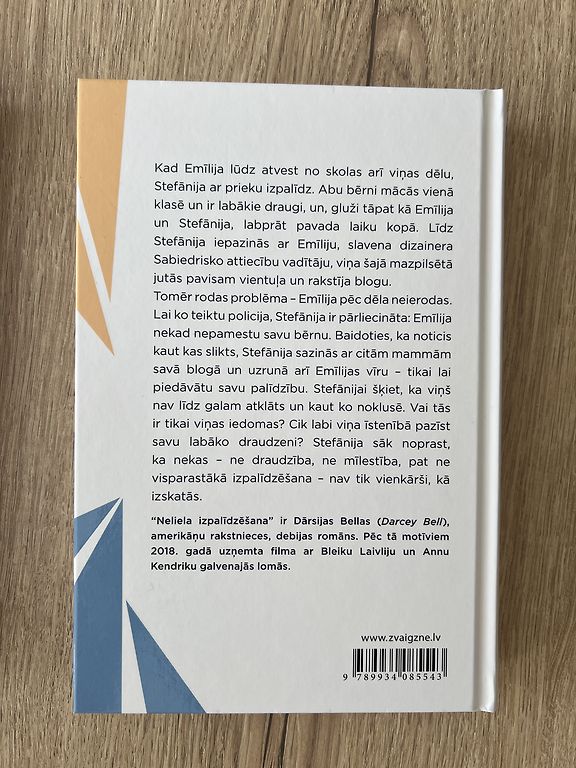 Kad Emīlija lūdz atvest no skolas arī viņas dēlu,
Stefānija ar prieku izpalīdz. Abu bērni mācās vienā
klasē un ir labākie draugi, un, gluži tāpat kā Emīlija
un Stefānija, labprāt pavada laiku kopā. Līdz
Stefānija iepazinās ar Emīliju, slavena dizainera
Sabiedrisko attiecību vadītāju, viņa šajā mazpilsētā
jutās pavisam vientuļa un rakstīja blogu.
Tomēr rodas problēma – Emīlija pēc dēla neierodas.
Lai ko teiktu policija, Stefānija ir pārliecināta: Emīlija
nekad nepamestu savu bērnu. Baidoties, ka noticis
kaut kas slikts, Stefānija sazinās ar citām mammām
savā blogā un uzrunā arī Emīlijas vīru – tikai lai
piedāvātu savu palīdzību. Stefānijai šķiet, ka viņš
nav līdz galam atklāts un kaut ko noklusē. Vai tās
ir tikai viņas iedomas? Cik labi viņa īstenībā pazīst
savu labāko draudzeni? Stefānija sāk noprast,
ka nekas – ne draudzība, ne mīlestība, pat ne
visparastākā izpalīdzēšana – nav tik vienkārši, kā
izskatās.
"Neliela izpalīdzēšana" ir Dārsijas Bellas (Darcey Bell),
amerikāņu rakstnieces, debijas romāns. Pēc tā motīviem
2018. gadā uzņemta filma ar Bleiku Laivliju un Annu
Kendriku galvenajās lomās.
www.zvaigzne.lv
9 789934 085543